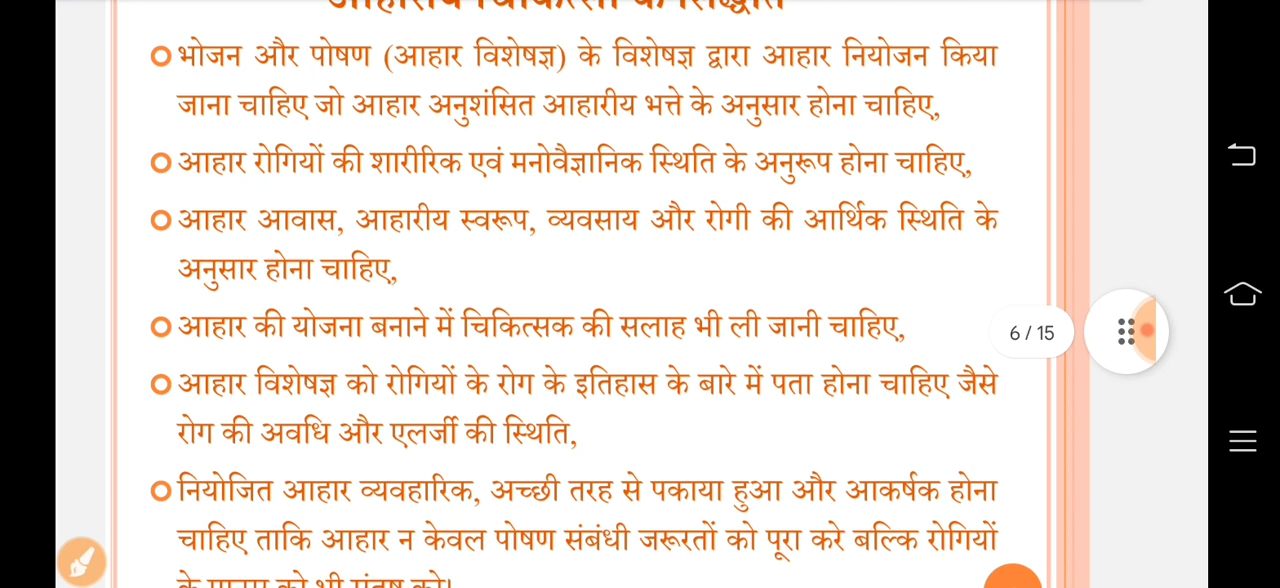 आहारीय चिकित्सा के सिद्धांत
भोजन और पोषण (आहार विशेषज्ञ) के विशेषज्ञ द्वारा आहार नियोजन किया
जाना चाहिए जो आहार अनुशंसित आहारीय भत्ते के अनुसार होना चाहिए,
आहार रोगियों की शारीरिक एवं मनोवैज्ञानिक स्थिति के अनुरूप होना चाहिए,
आहार आवास, आहारीय स्वरूप, व्यवसाय और रोगी की आर्थिक स्थिति के
अनुसार होना चाहिए,
आहार की योजना बनाने में चिकित्सक की सलाह भी ली जानी चाहिए,
6 / 15
आहार विशेषज्ञ को रोगियों के रोग के इतिहास के बारे में पता होना चाहिए जैसे
रोग की अवधि और एलर्जी की स्थिति,
नियोजित आहार व्यवहारिक, अच्छी तरह से पकाया हुआ और आकर्षक होना
चाहिए ताकि आहार न केवल पोषण संबंधी जरूरतों को पूरा करे बल्कि रोगियों
के को भी